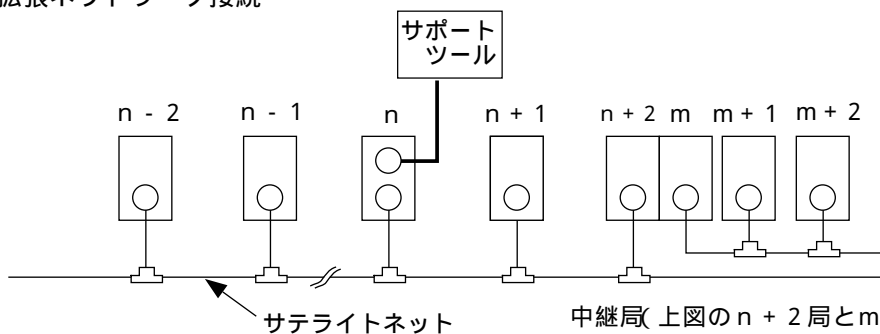 拡張ネットワーク接続
サポート
ツール
n - 2
n - 1
n
n + 1
n + 2
m
m + 1
m + 2
サテライトネット
中継局(上図のn + 2局とm